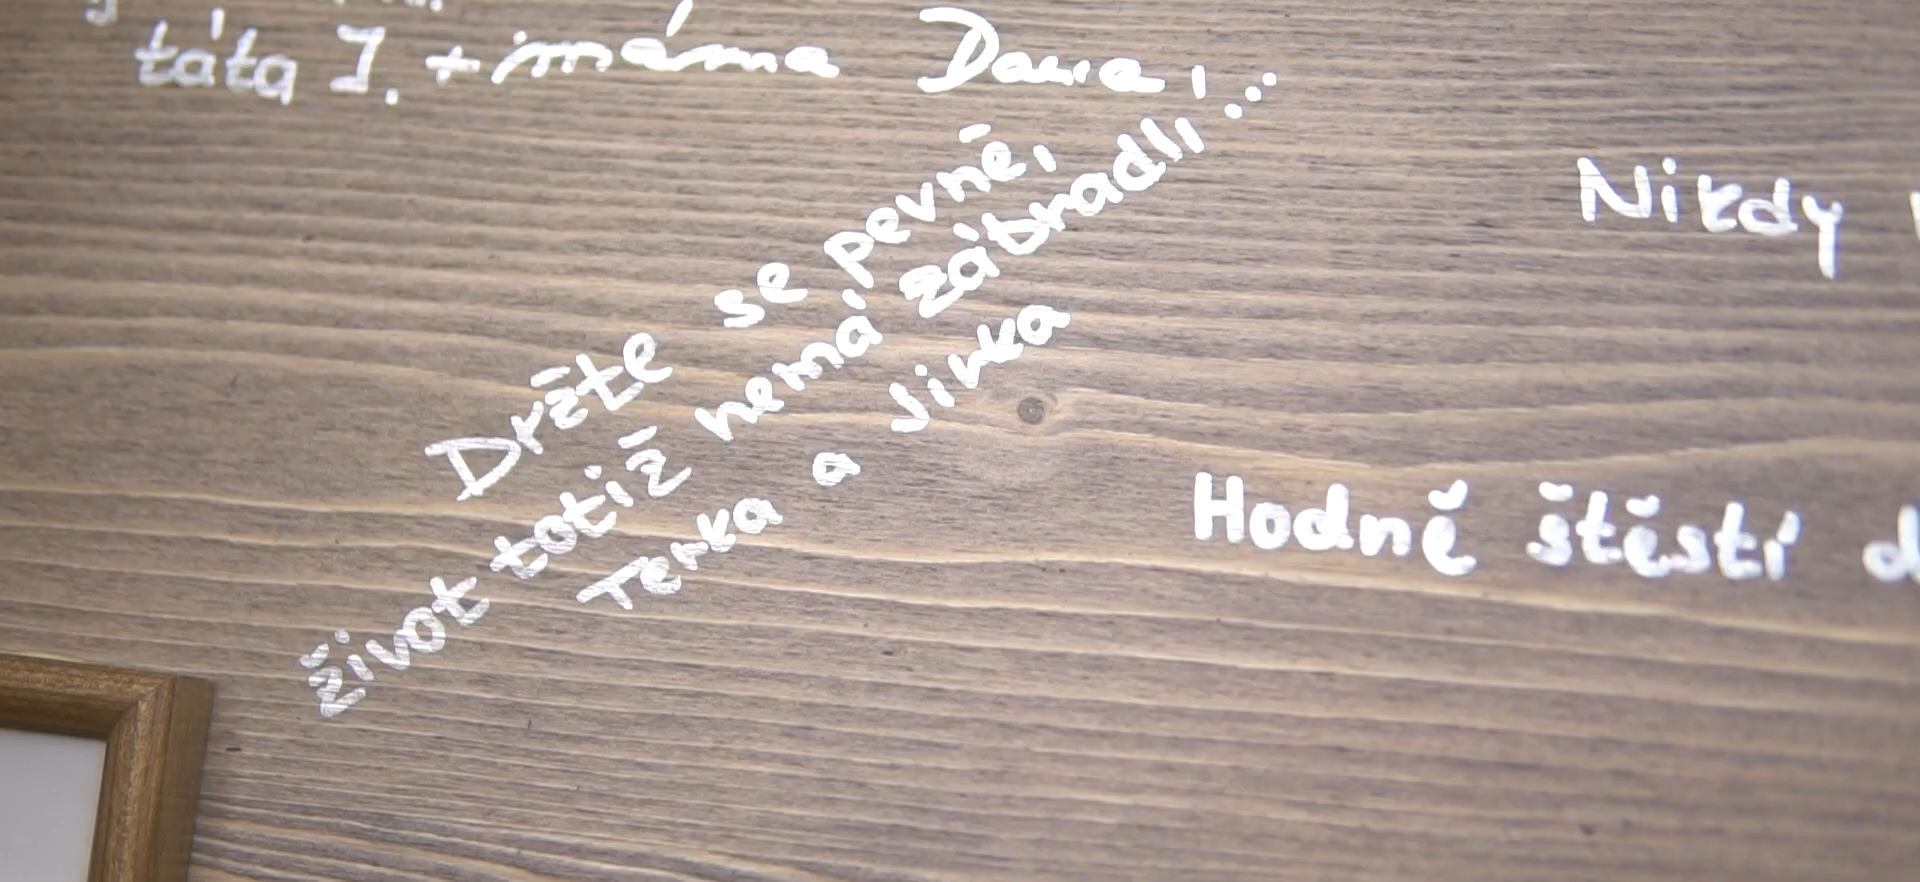 táta J. + máma Dana!
Držte se pevně,
život totiž nemá zábradlí...
Terka a Jirka
Nikdy
Hodně štěstí